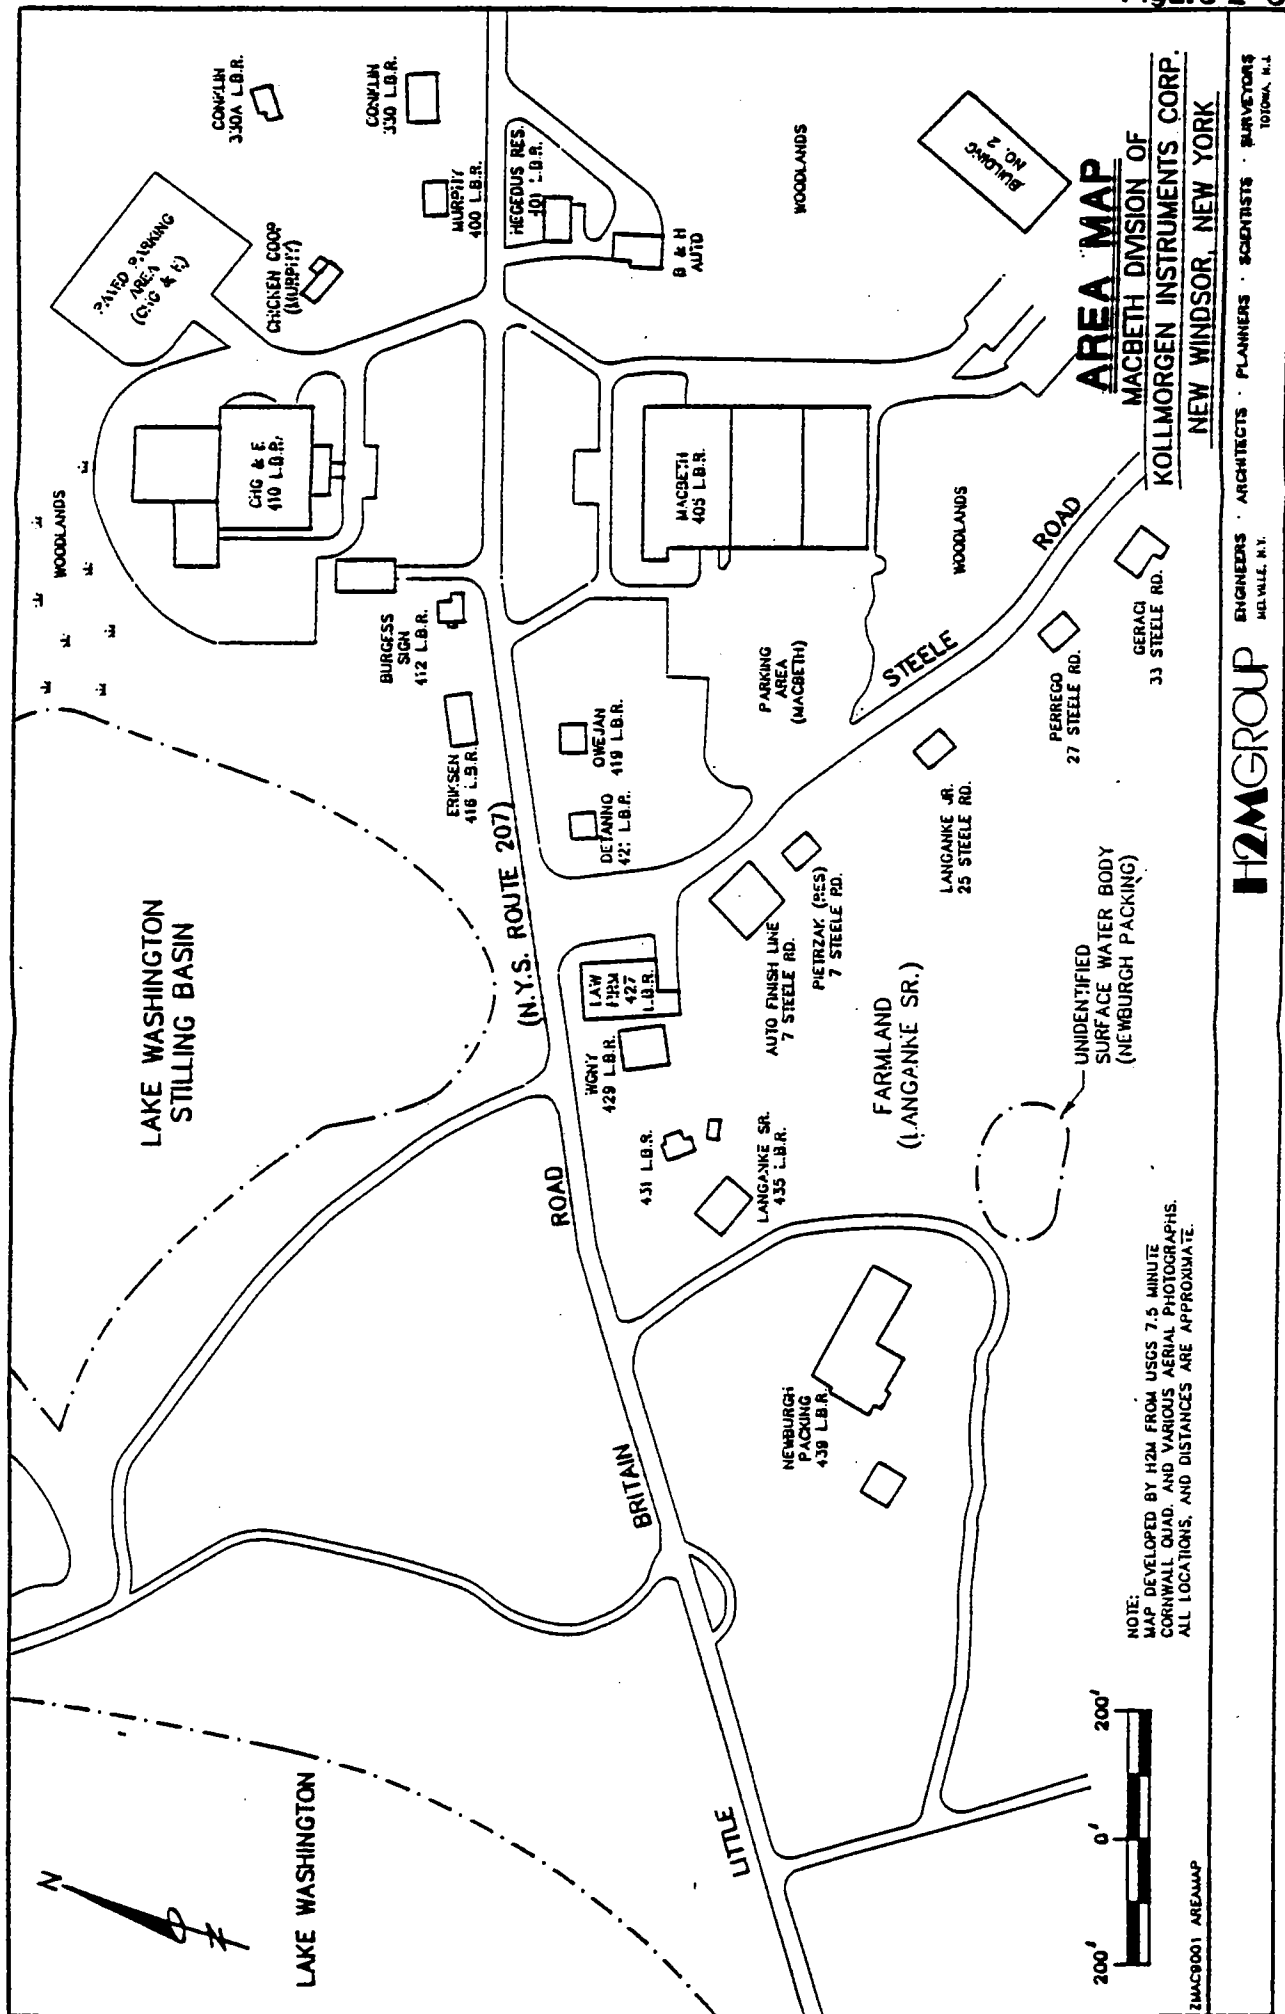 LAKE WASHINGTON
STILLING BASIN
LAKE WASHINGTON
N
WOODLANDS
PAVED PARKING
AREA
(CHG & E)
CONKLIN
330A L.B.R.
CONKLIN
330 L.B.R.
CHICKEN COOP
(MURPHY)
MURPHY
400 L.B.R.
HEGEDUS RES.
401 L.B.R.
B & H
AUTO
WOODLANDS
BUILDING
NO. 2
CHG & E
410 L.B.R.
BURGESS
SIGN
412 L.B.R.
ERIKSEN
416 L.B.R.
(N.Y.S. ROUTE 207)
LITTLE
BRITAIN
ROAD
MACBETH
405 L.B.R.
WOODLANDS
PARKING
AREA
(MACBETH)
OWEJAN
419 L.B.R.
DETANNO
421 L.B.R.
STEELE
ROAD
LAW
FIRM
427
L.B.R.
WGNY
429 L.B.R.
431 L.B.R.
LANGANKE SR.
435 L.B.R.
AUTO FINISH LINE
7 STEELE RD.
PIETRZAK (RES)
7 STEELE RD.
LANGANKE JR.
25 STEELE RD.
PERREGO
27 STEELE RD.
GERACI
33 STEELE RD.
FARMLAND
(LANGANKE SR.)
UNIDENTIFIED
SURFACE WATER BODY
(NEWBURGH PACKING)
NEWBURGH
PACKING
439 L.B.R.
NOTE:
MAP DEVELOPED BY H2M FROM USGS 7.5 MINUTE
CORNWALL QUAD. AND VARIOUS AERIAL PHOTOGRAPHS.
ALL LOCATIONS, AND DISTANCES ARE APPROXIMATE.
200' 0' 200'
AREA MAP
MACBETH DIVISION OF
KOLLMORGEN INSTRUMENTS CORP.
NEW WINDSOR, NEW YORK
ZMAC9001 AREAMAP
H2MGROUP
ENGINEERS · ARCHITECTS · PLANNERS · SCIENTISTS · SURVEYORS
MELVILLE, N.Y. TOTOWA, N.J.